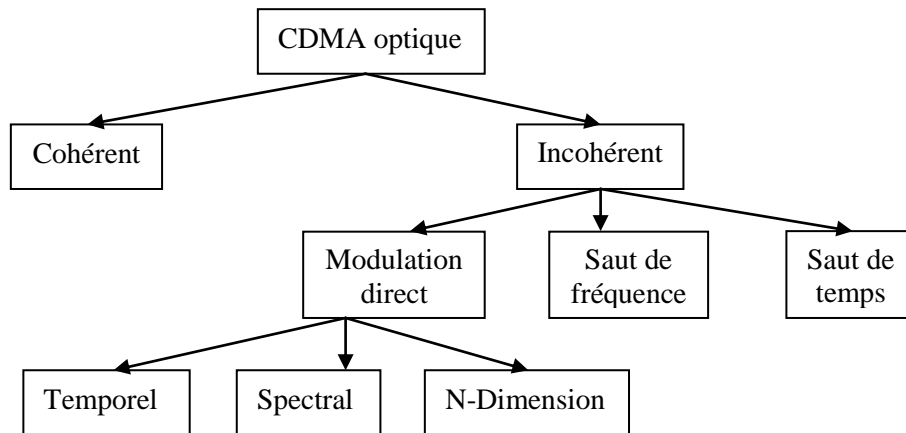 CDMA optique
Cohérent
Incohérent
Modulation
direct
Saut de
fréquence
Saut de
temps
Temporel
Spectral
N-Dimension